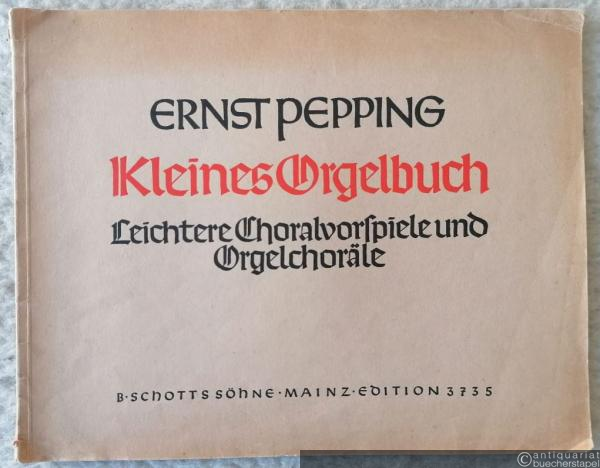 ERNST PEPPING
Kleines Orgelbuch
Leichtere Choralvorſpiele und
Orgelchoräle
B·SCHOTTS SÖHNE·MAINZ·EDITION 3735
antiquariat
buecherstapel